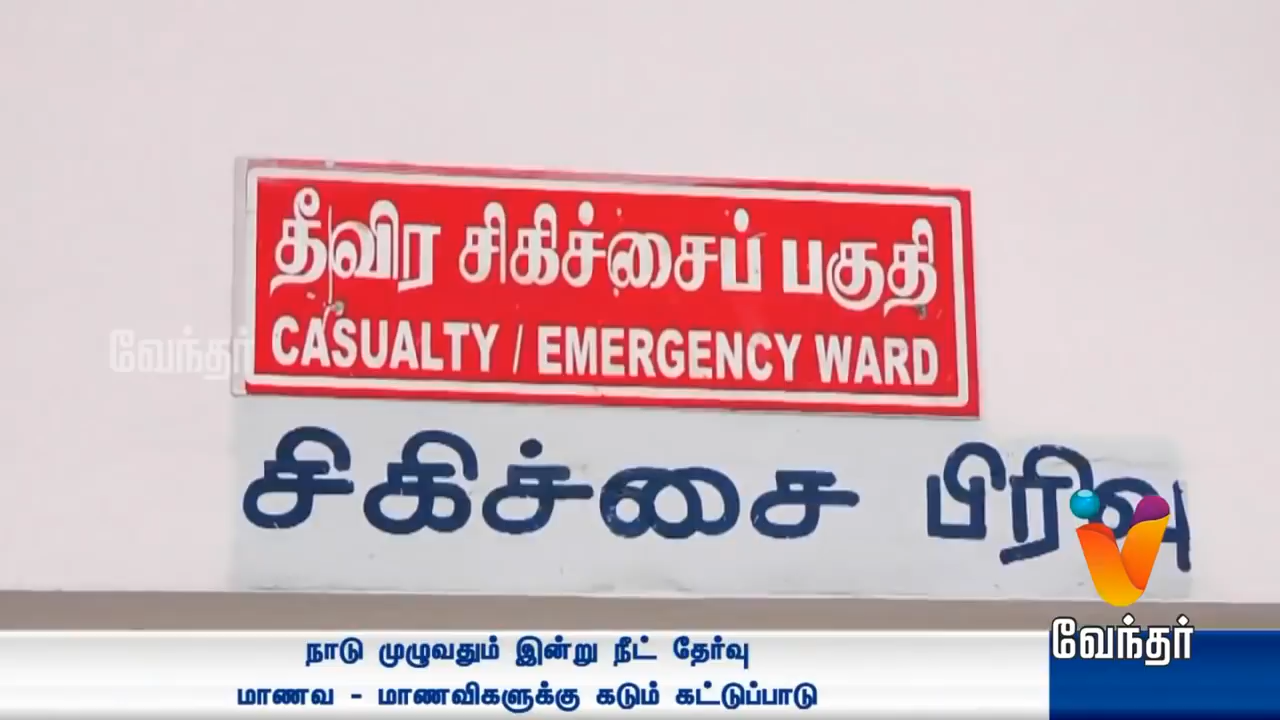 தீவிர சிகிச்சைப் பகுதி
வேந்தர்
CASUALTY / EMERGENCY WARD
சிகிச்சை பிரிவு
வேந்தர்
நாடு முழுவதும் இன்று நீட் தேர்வு
மாணவ - மாணவிகளுக்கு கடும் கட்டுப்பாடு